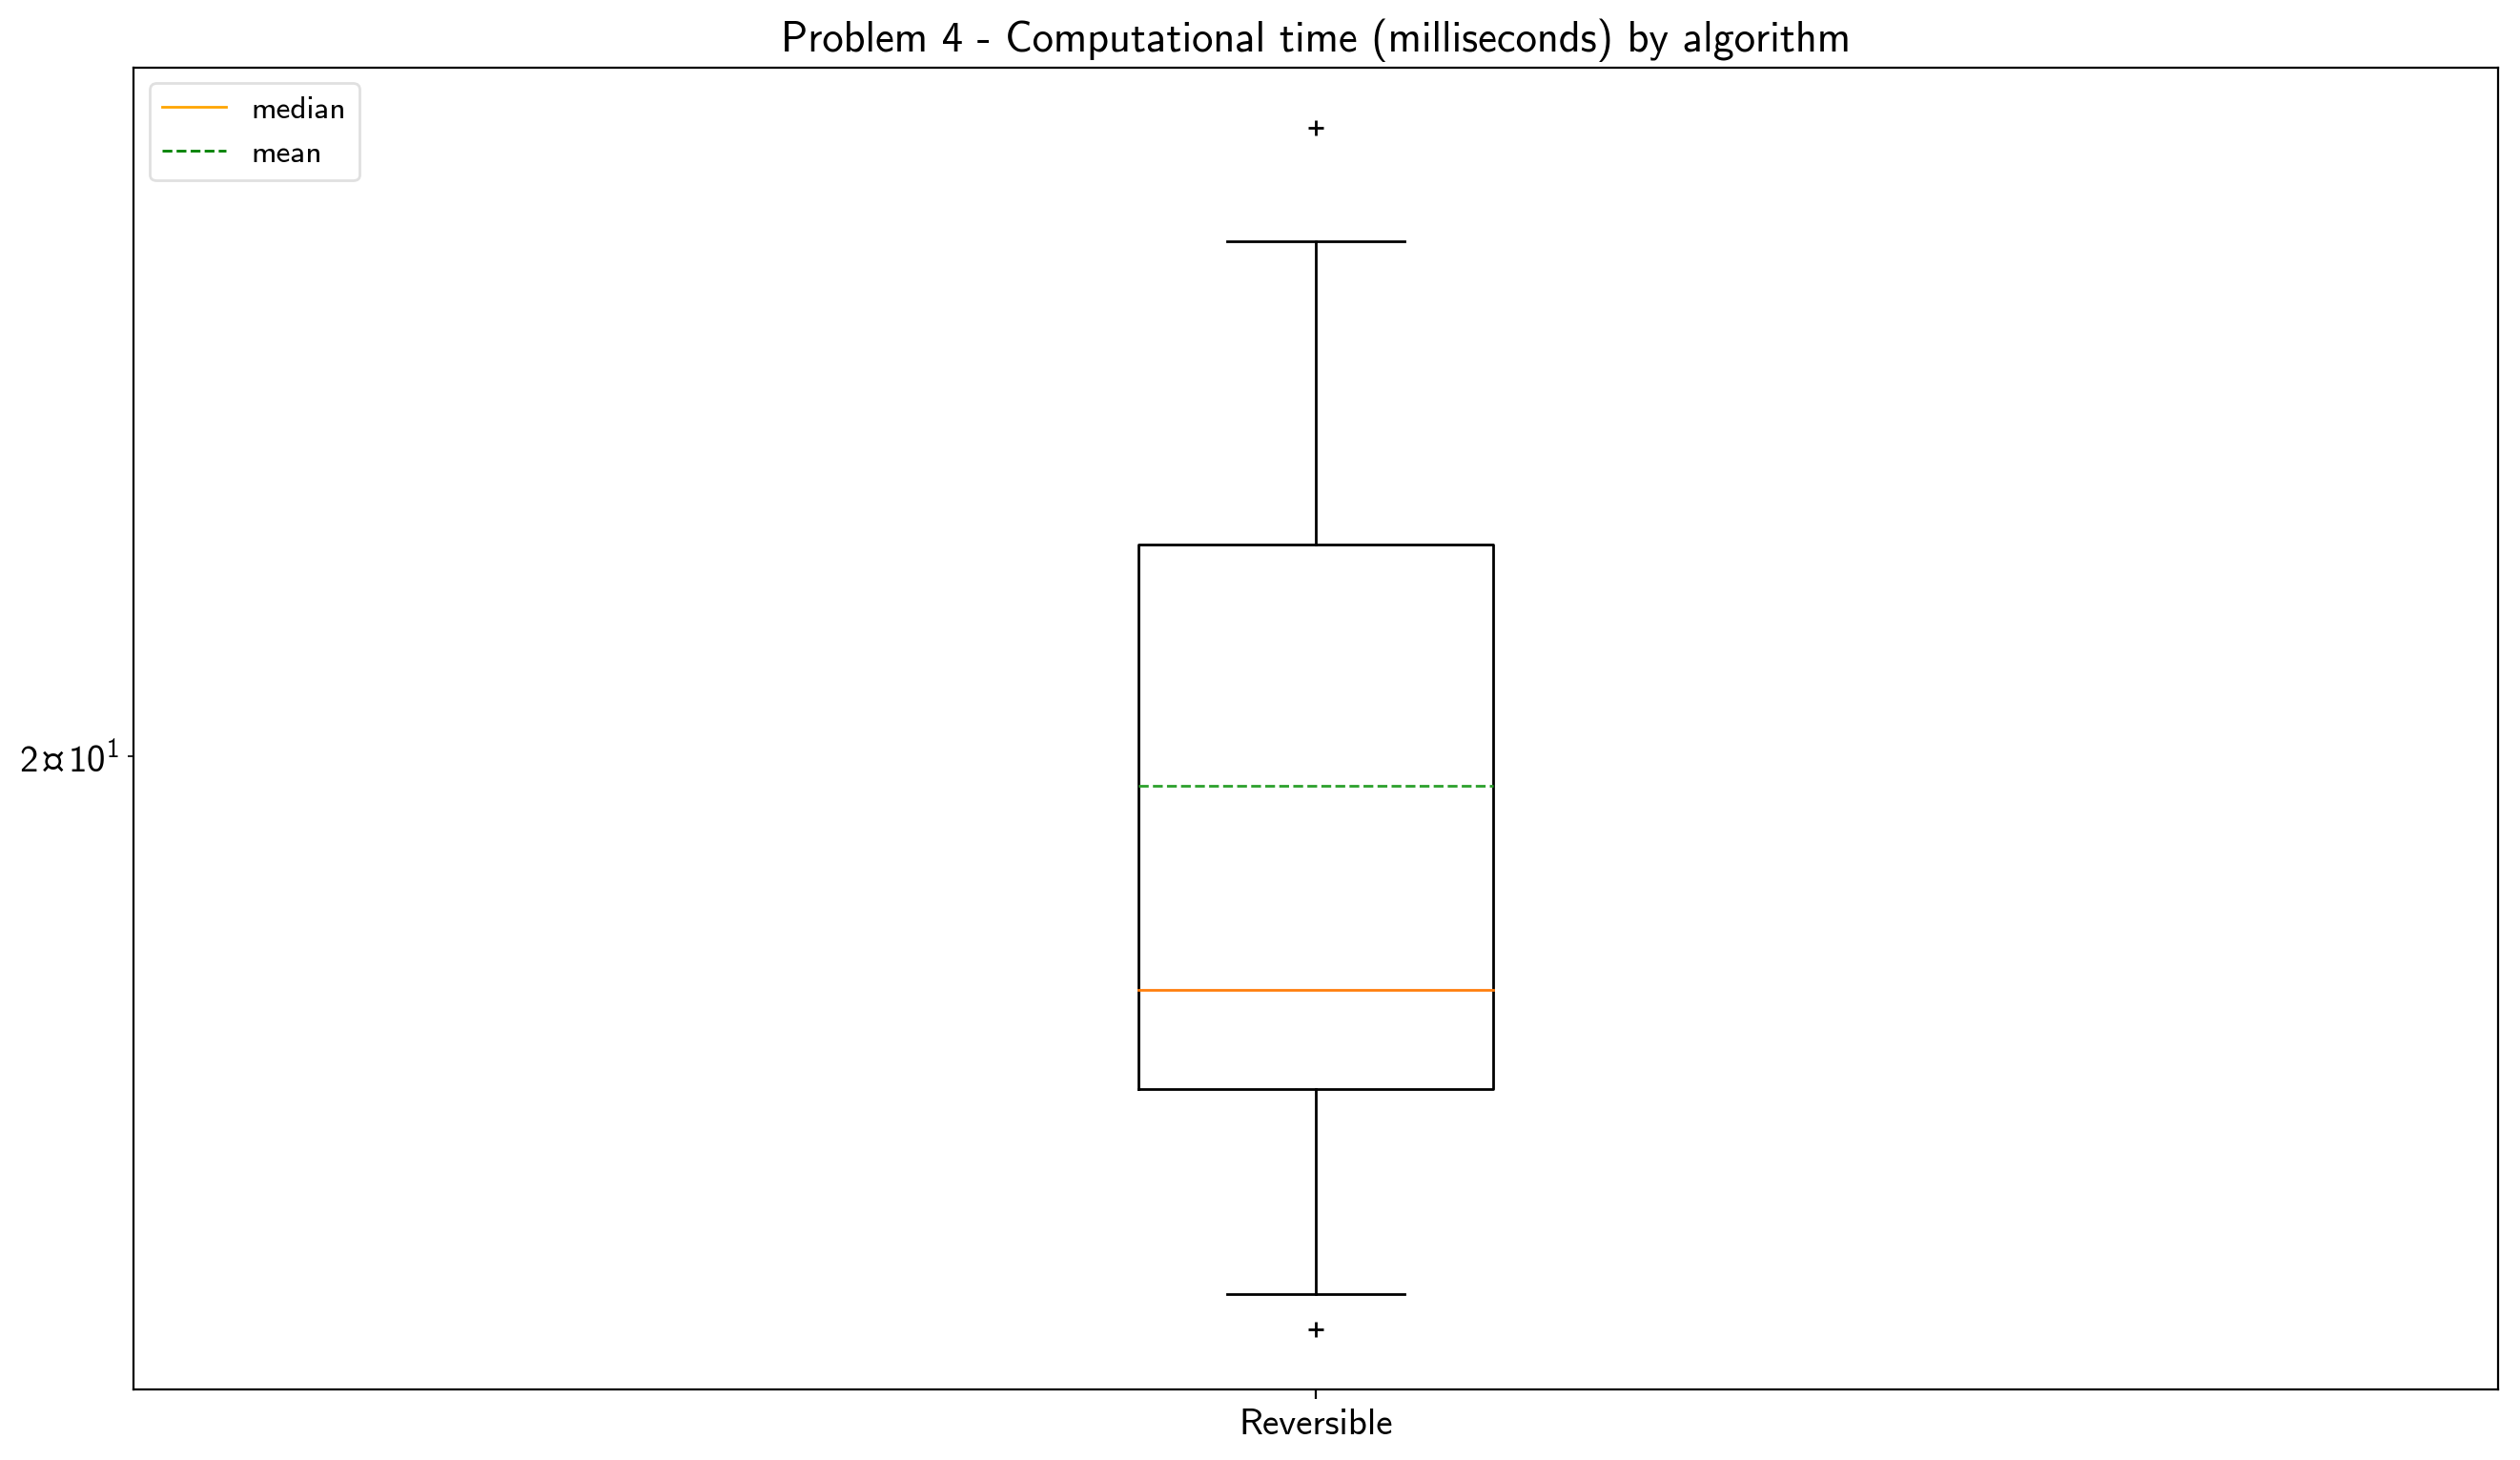 Problem 4 - Computational time (milliseconds) by algorithm
median
mean
2¤10¹
Reversible